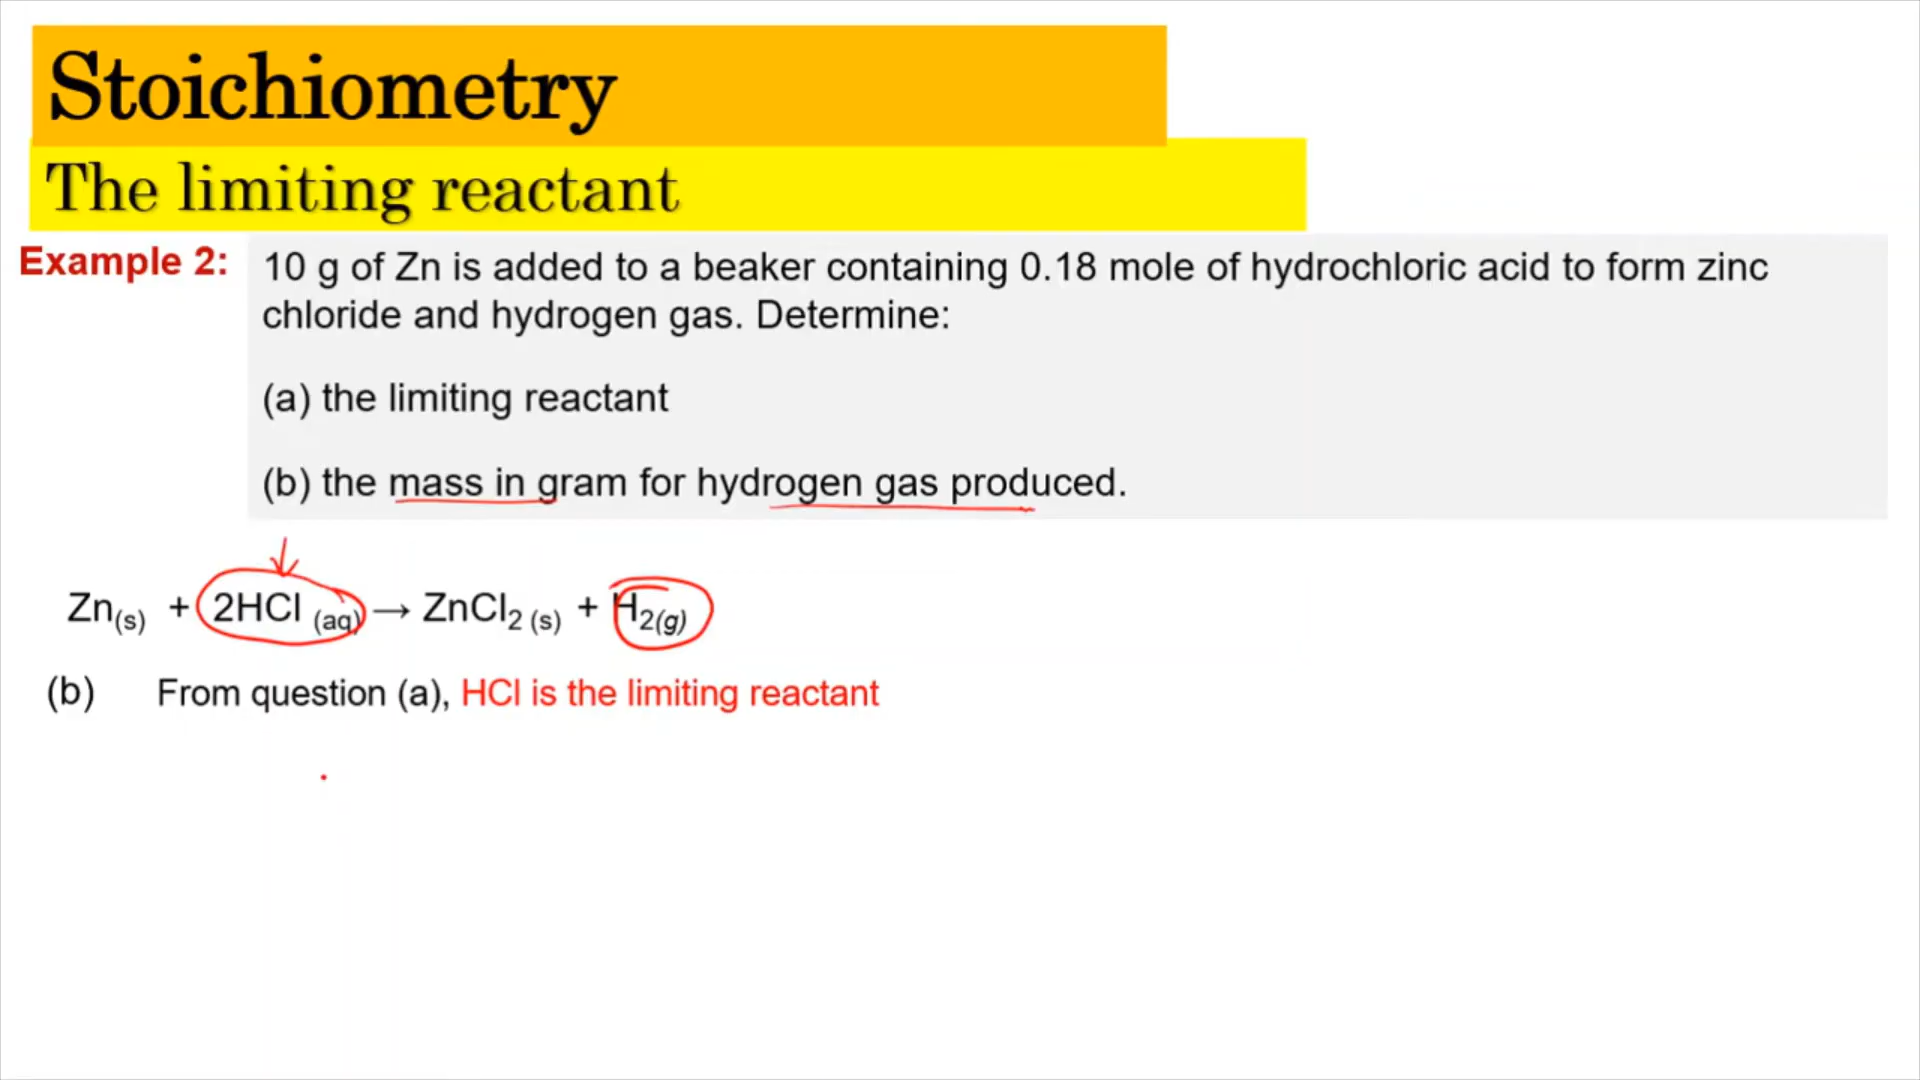 Stoichiometry
The limiting reactant
Example 2: 10 g of Zn is added to a beaker containing 0.18 mole of hydrochloric acid to form zinc
chloride and hydrogen gas. Determine:
(a) the limiting reactant
(b) the mass in gram for hydrogen gas produced.
Zn(s) + 2HCl (aq) → ZnCl2 (s) + H2(g)
(b) From question (a), HCl is the limiting reactant